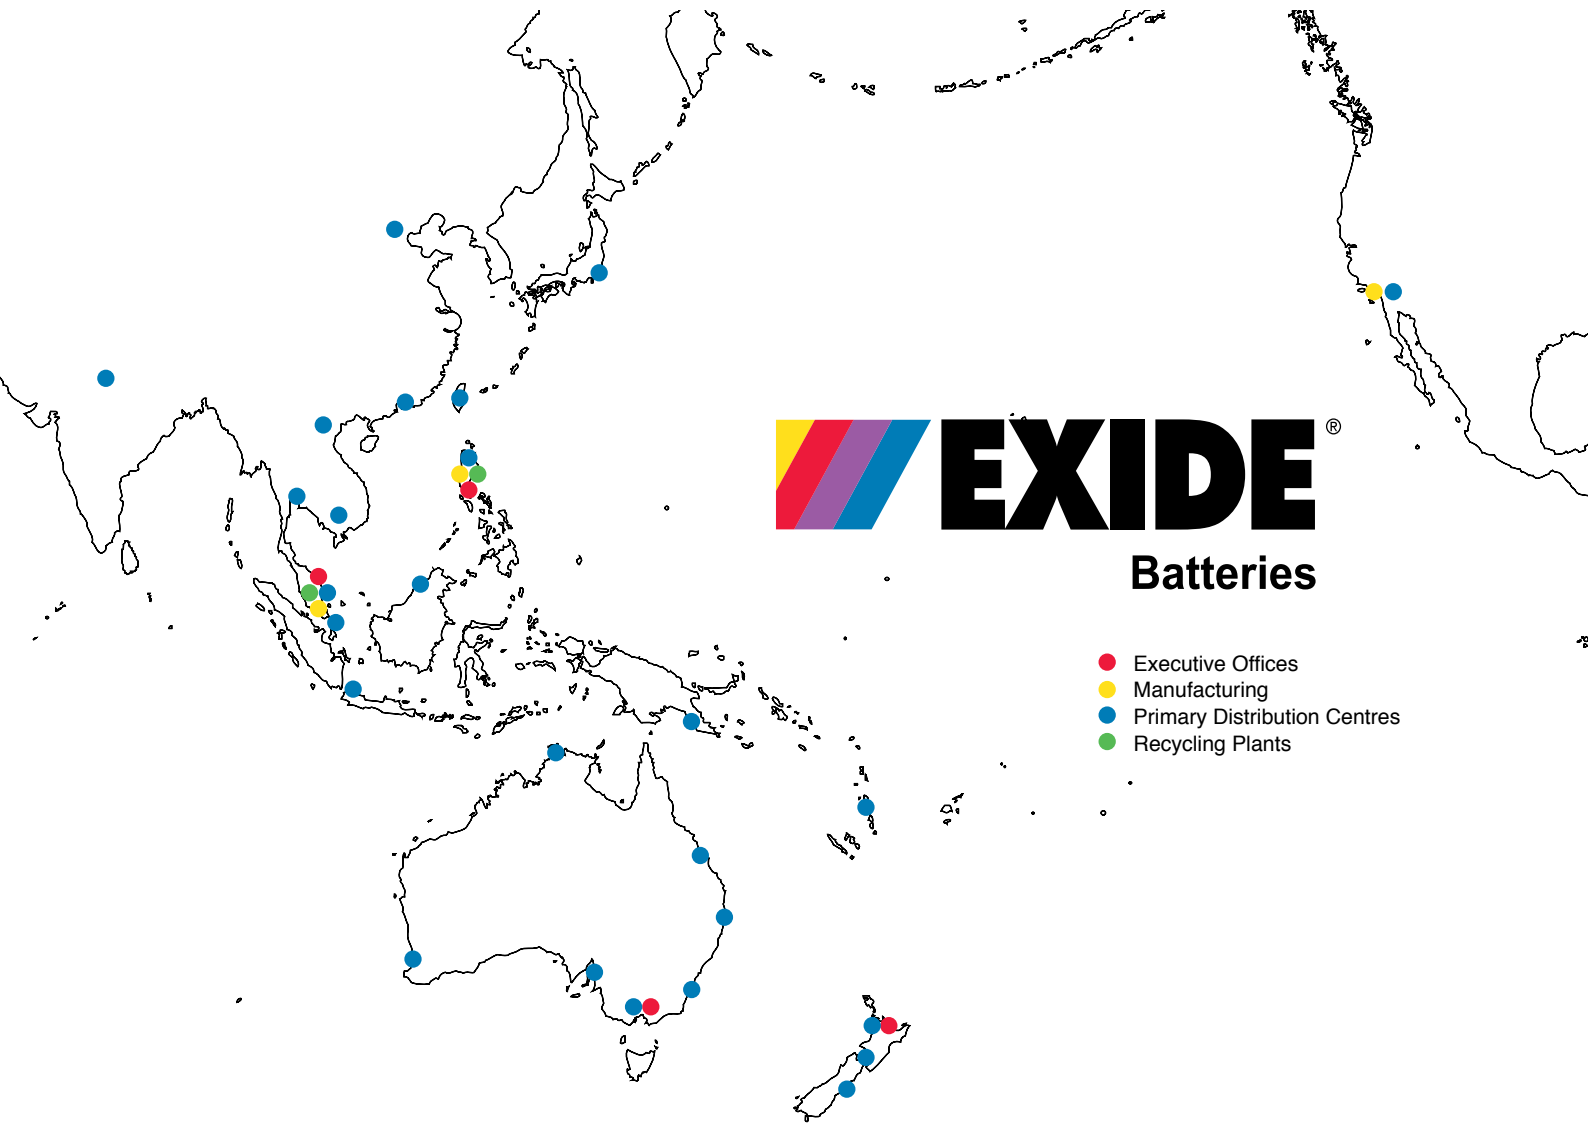 EXIDE®
Batteries
Executive Offices
Manufacturing
Primary Distribution Centres
Recycling Plants